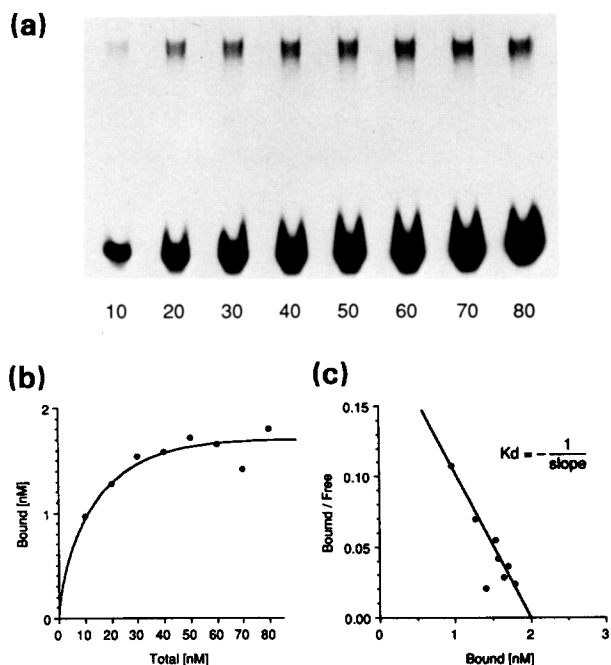 (a)
10 20 30 40 50 60 70 80
(b)
2
1
0
Bound [nM]
0 10 20 30 40 50 60 70 80
Total [nM]
(c)
0.15
0.10
0.05
0.00
Bound / Free
Kd = - 1 / slope
0 1 2 3
Bound [nM]